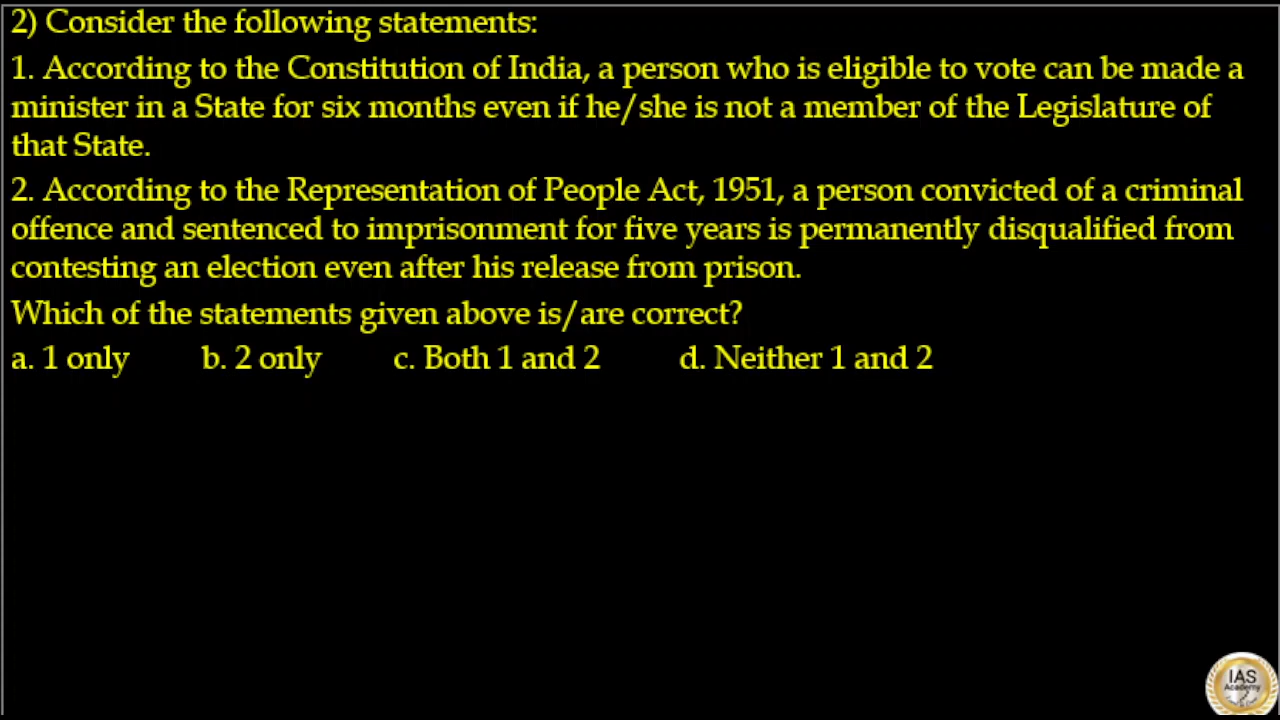 2) Consider the following statements:
1. According to the Constitution of India, a person who is eligible to vote can be made a
minister in a State for six months even if he/she is not a member of the Legislature of
that State.
2. According to the Representation of People Act, 1951, a person convicted of a criminal
offence and sentenced to imprisonment for five years is permanently disqualified from
contesting an election even after his release from prison.
Which of the statements given above is/are correct?
a. 1 only b. 2 only c. Both 1 and 2 d. Neither 1 and 2
IAS
Academy